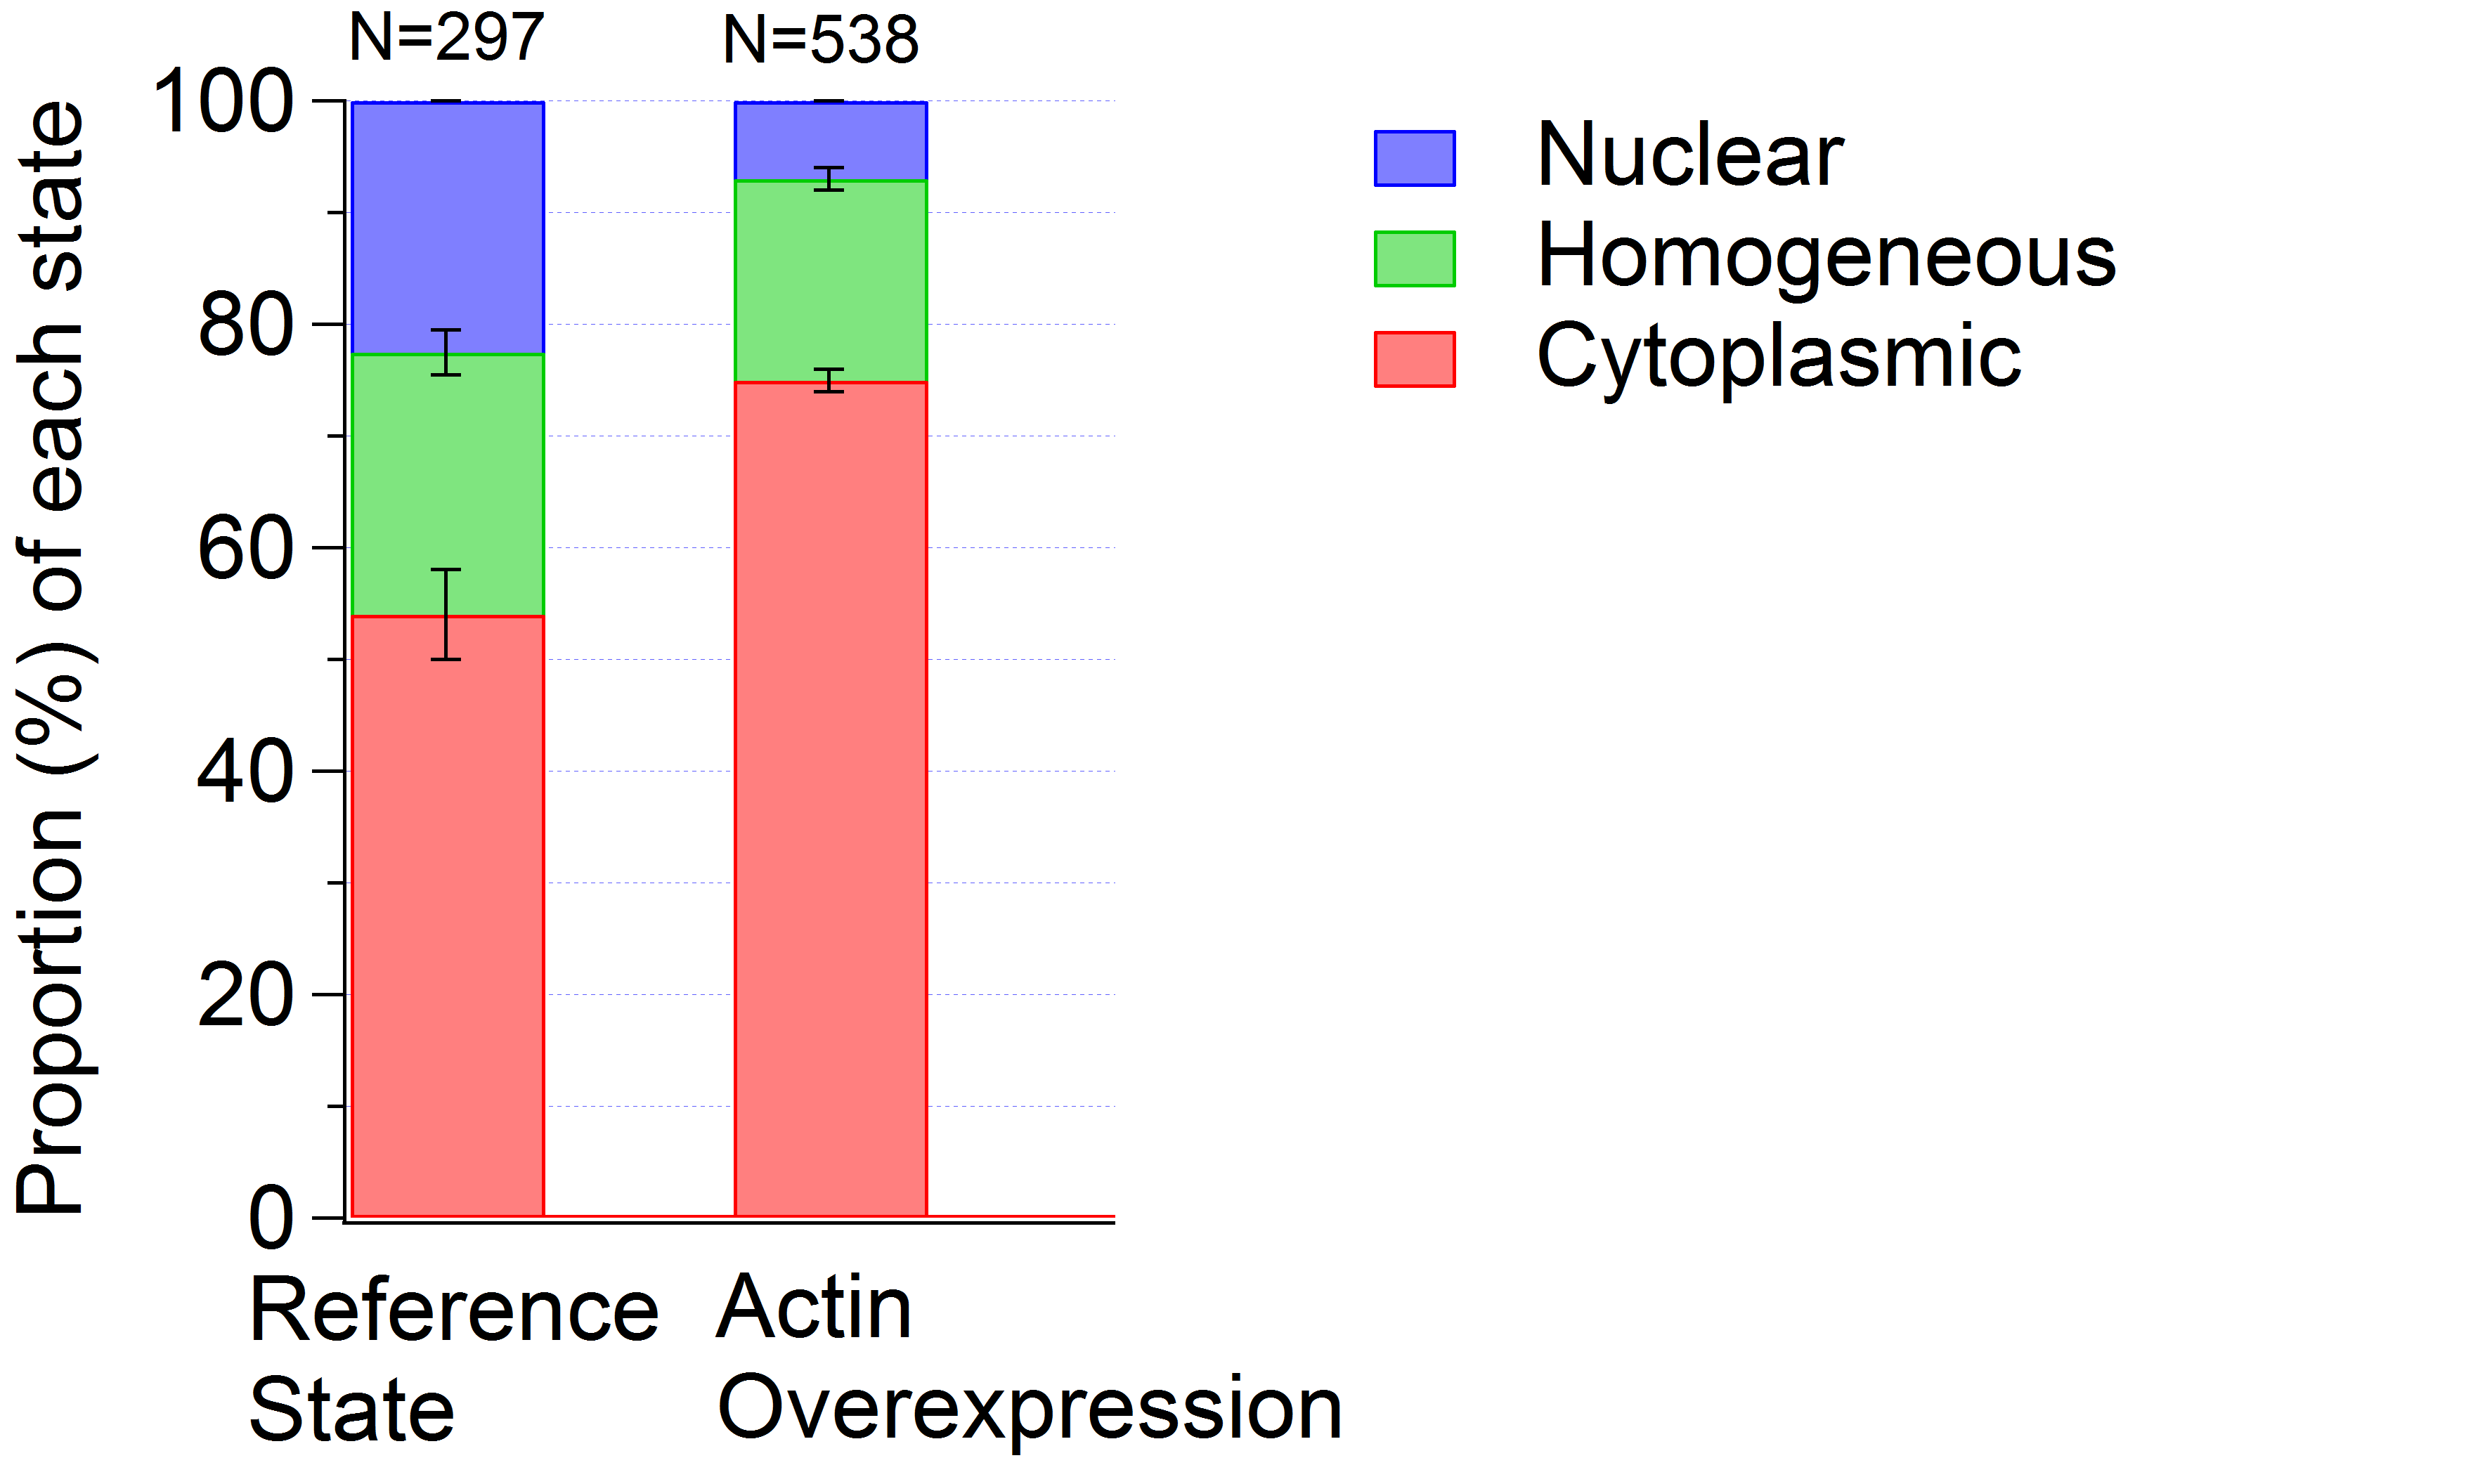 N=297
N=538
Proportion (%) of each state
100
80
60
40
20
0
Reference
State
Actin
Overexpression
Nuclear
Homogeneous
Cytoplasmic